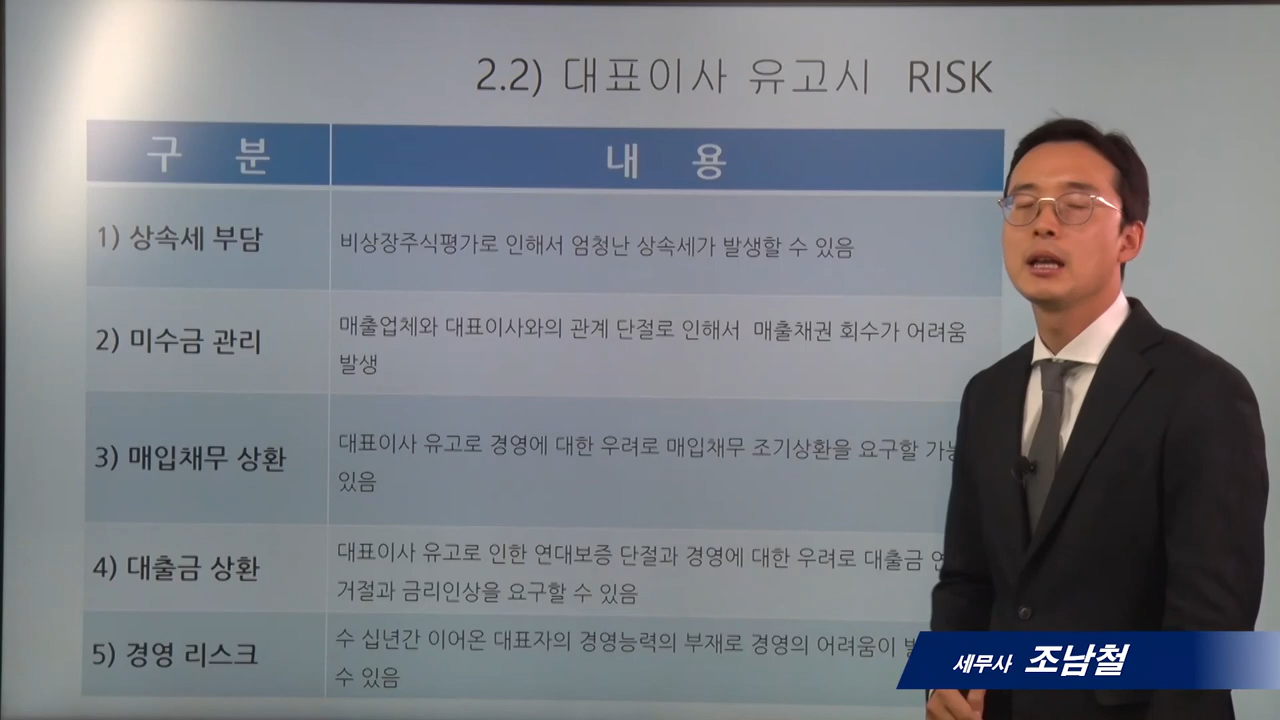 2.2) 대표이사 유고시 RISK
구 분
내 용
1) 상속세 부담
비상장주식평가로 인해서 엄청난 상속세가 발생할 수 있음
2) 미수금 관리
매출업체와 대표이사와의 관계 단절로 인해서 매출채권 회수가 어려움
발생
3) 매입채무 상환
대표이사 유고로 경영에 대한 우려로 매입채무 조기상환을 요구할
있음
4) 대출금 상환
대표이사 유고로 인한 연대보증 단절과 경영에 대한 우려로 대출금
거절과 금리인상을 요구할 수 있음
5) 경영 리스크
수 십년간 이어온 대표자의 경영능력의 부재로 경영의 어려움이
수 있음
세무사 조남철